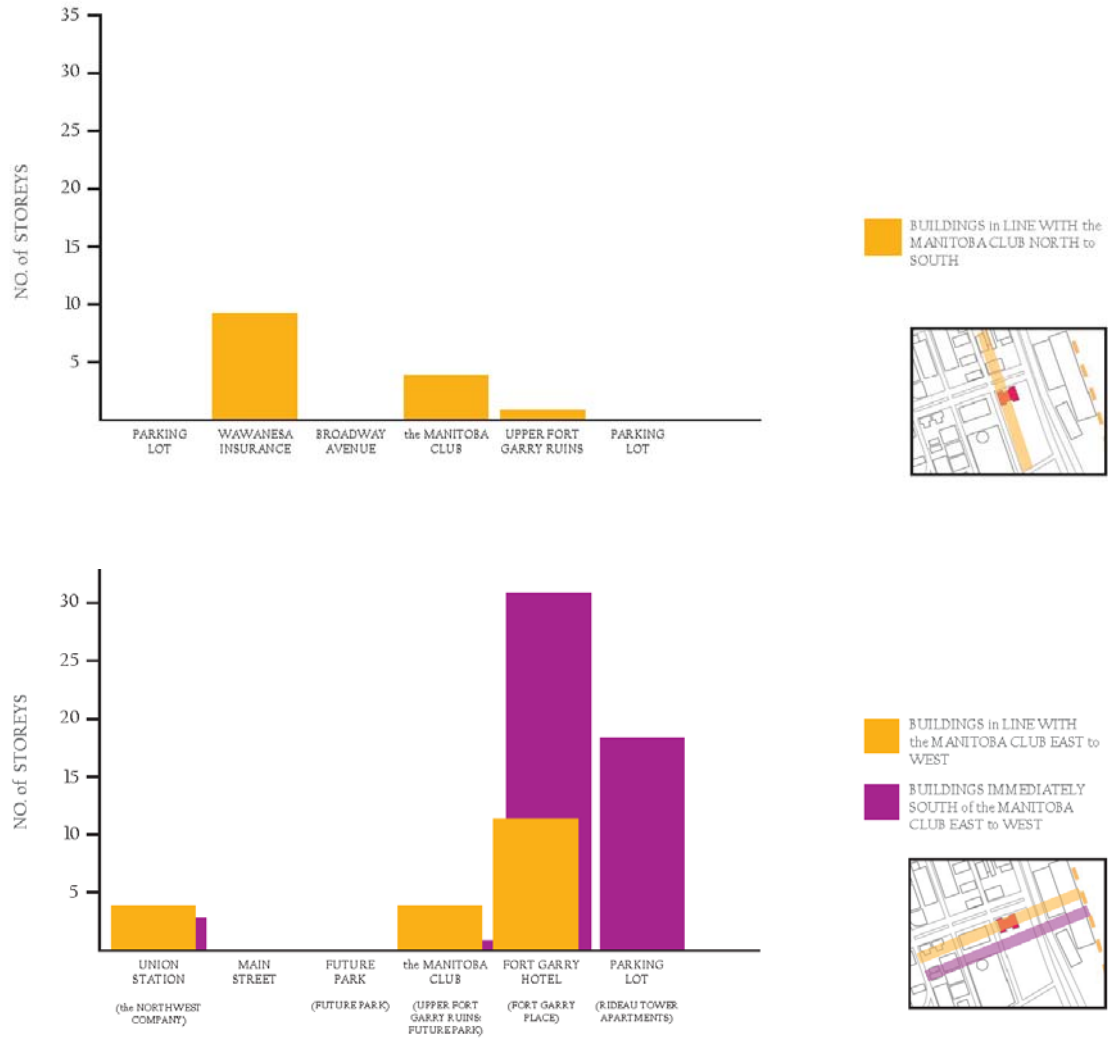 35
30
25
20
15
10
5
NO. of STOREYS
PARKING
LOT
WAWANESA
INSURANCE
BROADWAY
AVENUE
the MANITOBA
CLUB
UPPER FORT
GARRY RUINS
PARKING
LOT
BUILDINGS in LINE WITH the
MANITOBA CLUB NORTH to
SOUTH
30
25
20
15
10
5
NO. of STOREYS
UNION
STATION
(the NORTHWEST
COMPANY)
MAIN
STREET
FUTURE
PARK
(FUTURE PARK)
the MANITOBA
CLUB
(UPPER FORT
GARRY RUINS:
FUTURE PARK)
FORT GARRY
HOTEL
(FORT GARRY
PLACE)
PARKING
LOT
(RIDEAU TOWER
APARTMENTS)
BUILDINGS in LINE WITH
the MANITOBA CLUB EAST to
WEST
BUILDINGS IMMEDIATELY
SOUTH of the MANITOBA
CLUB EAST to WEST